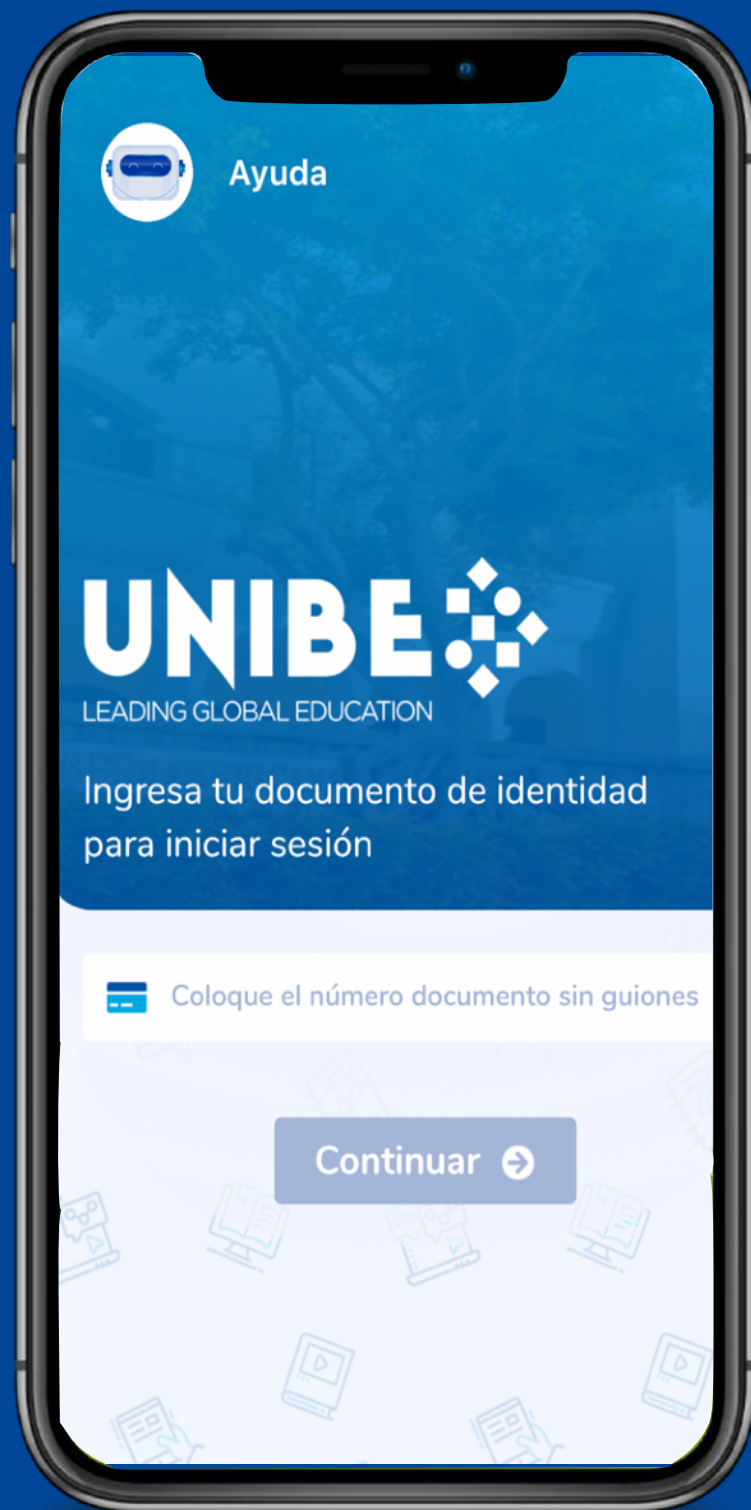 Ayuda
UNIBE
LEADING GLOBAL EDUCATION
Ingresa tu documento de identidad
para iniciar sesión
Coloque el número documento sin guiones
Continuar